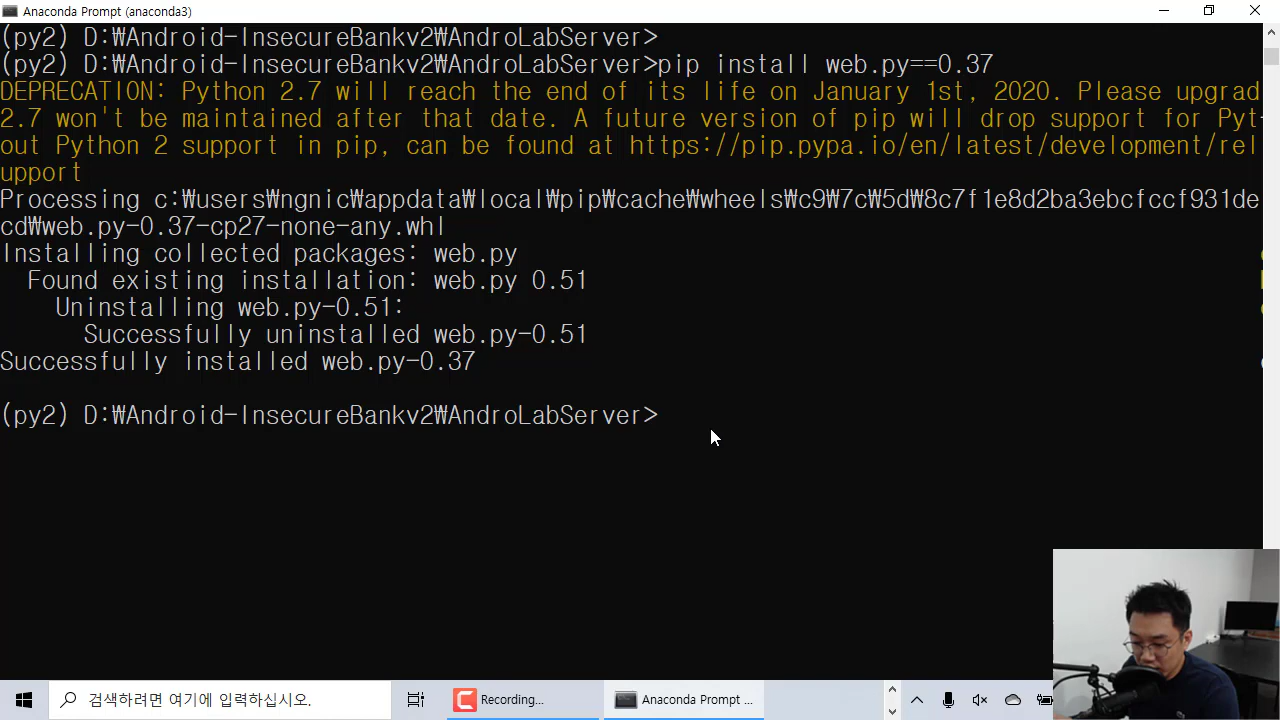 Anaconda Prompt (anaconda3)
(py2) D:₩Android-InsecureBankv2₩AndroLabServer>
(py2) D:₩Android-InsecureBankv2₩AndroLabServer>pip install web.py==0.37
DEPRECATION: Python 2.7 will reach the end of its life on January 1st, 2020. Please upgrad
2.7 won't be maintained after that date. A future version of pip will drop support for Pyt
out Python 2 support in pip, can be found at https://pip.pypa.io/en/latest/development/rel
upport
Processing c:₩users₩ngnic₩appdata₩local₩pip₩cache₩wheels₩c9₩7c₩5d₩8c7f1e8d2ba3ebcfccf931de
cd₩web.py-0.37-cp27-none-any.whl
Installing collected packages: web.py
Found existing installation: web.py 0.51
Uninstalling web.py-0.51:
Successfully uninstalled web.py-0.51
Successfully installed web.py-0.37
(py2) D:₩Android-InsecureBankv2₩AndroLabServer>
검색하려면 여기에 입력하십시오.
Recording...
Anaconda Prompt ...